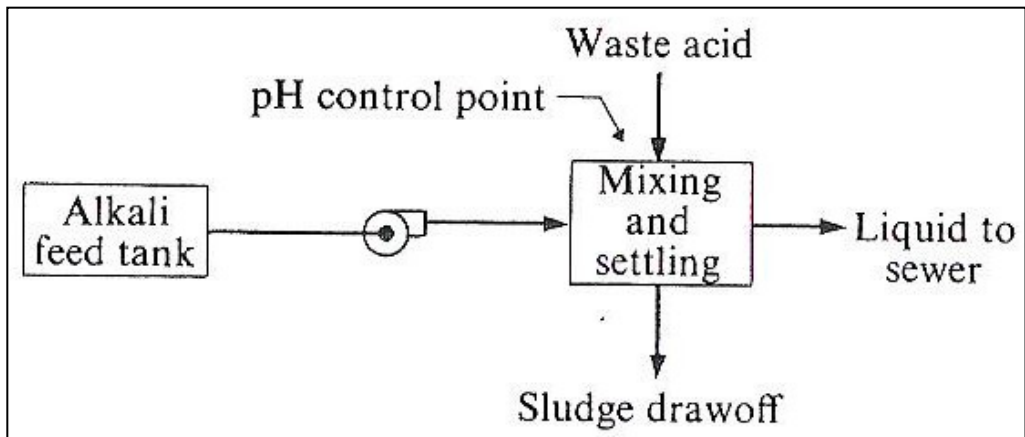 Waste acid
pH control point
Alkali
feed tank
Mixing
and
settling
Liquid to
sewer
Sludge drawoff